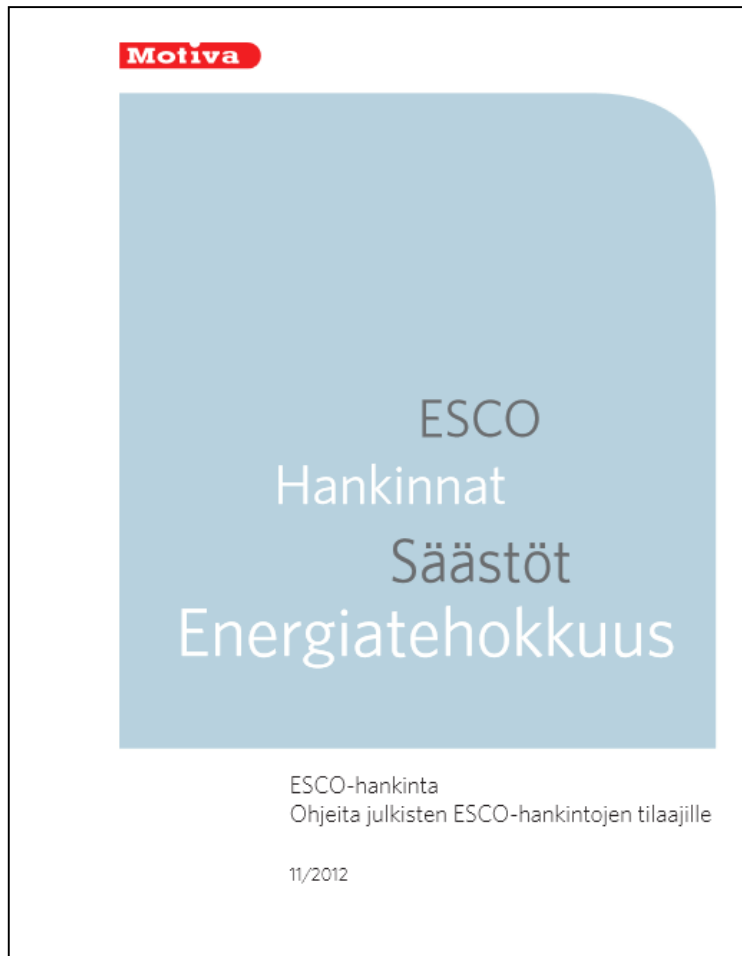 Motiva
ESCO
Hankinnat
Säästöt
Energiatehokkuus
ESCO-hankinta
Ohjeita julkisten ESCO-hankintojen tilaajille
11/2012